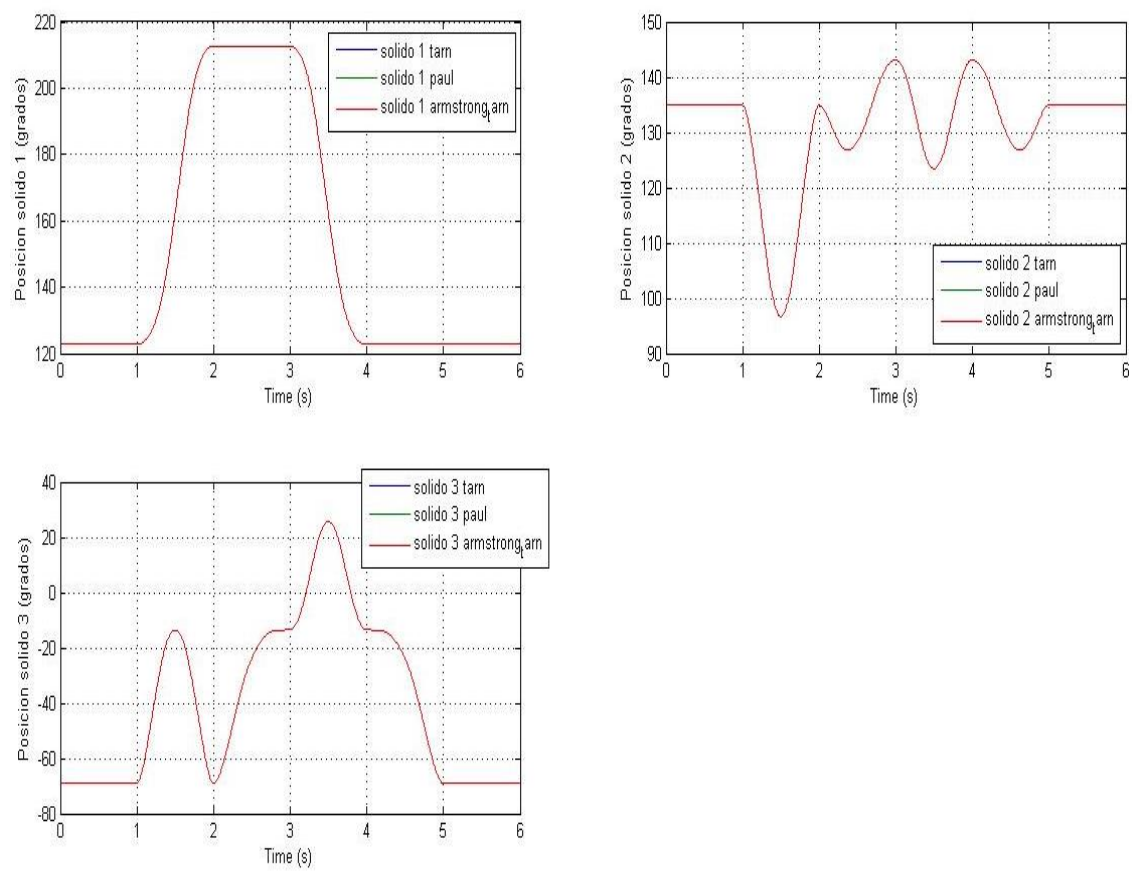 220
200
180
160
140
120
0 1 2 3 4 5 6
Posicion solido 1 (grados)
Time (s)
solido 1 tarn
solido 1 paul
solido 1 armstrong_tarn
150
140
130
120
110
100
90
0 1 2 3 4 5 6
Posicion solido 2 (grados)
Time (s)
solido 2 tarn
solido 2 paul
solido 2 armstrong_tarn
40
20
0
-20
-40
-60
-80
0 1 2 3 4 5 6
Posicion solido 3 (grados)
Time (s)
solido 3 tarn
solido 3 paul
solido 3 armstrong_tarn